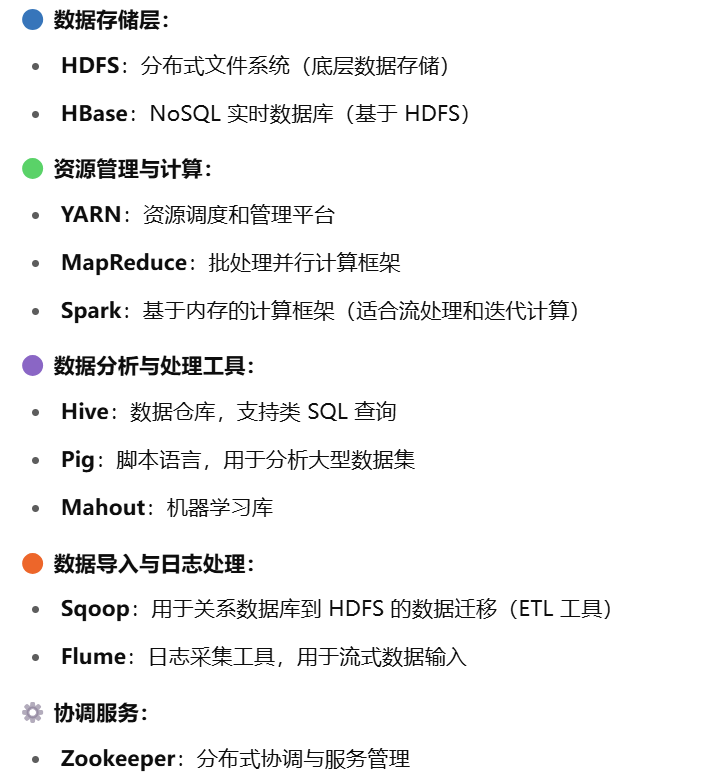 数据存储层：
HDFS：分布式文件系统（底层数据存储）
HBase：NoSQL 实时数据库（基于 HDFS）
资源管理与计算：
YARN：资源调度和管理平台
MapReduce：批处理并行计算框架
Spark：基于内存的计算框架（适合流处理和迭代计算）
数据分析与处理工具：
Hive：数据仓库，支持类 SQL 查询
Pig：脚本语言，用于分析大型数据集
Mahout：机器学习库
数据导入与日志处理：
Sqoop：用于关系数据库到 HDFS 的数据迁移（ETL 工具）
Flume：日志采集工具，用于流式数据输入
协调服务：
Zookeeper：分布式协调与服务管理